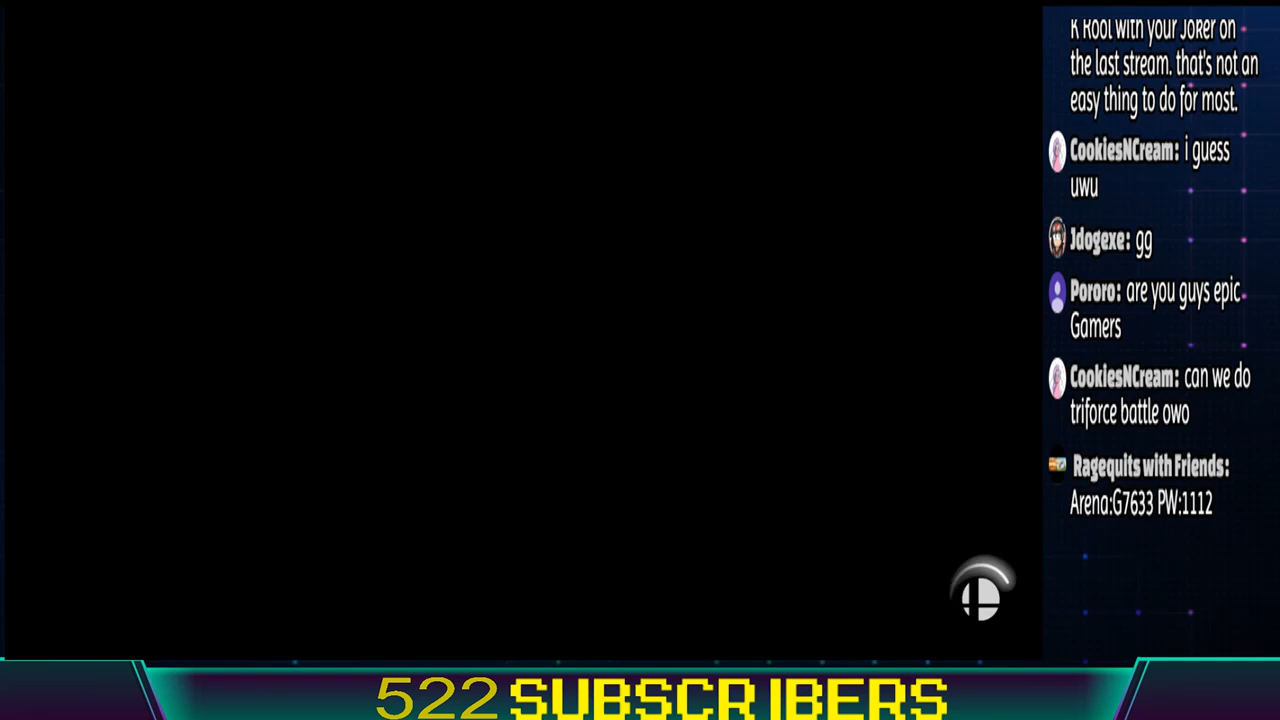 K Rool with your Joker on
the last stream. that's not an
easy thing to do for most.
CookiesNCream: i guess
uwu
Jdogexe: gg
Pororo: are you guys epic
Gamers
CookiesNCream: can we do
triforce battle owo
Ragequits with Friends:
Arena:G7633 PW:1112
522 SUBSCRIBERS